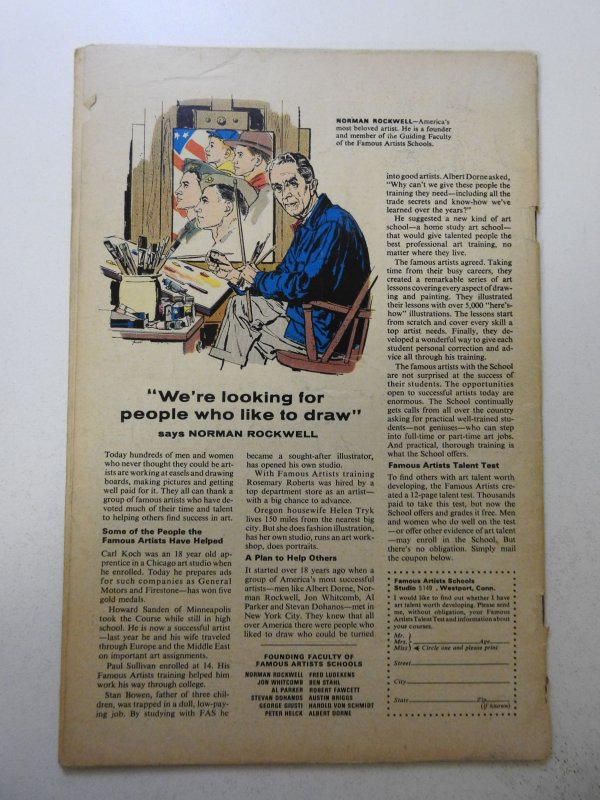 NORMAN ROCKWELL—America's
most beloved artist. He is a founder
and member of the Guiding Faculty
of the Famous Artists Schools.
"We're looking for
people who like to draw"
says NORMAN ROCKWELL
Today hundreds of men and women
who never thought they could be art-
ists are working at easels and drawing
boards, making pictures and getting
well paid for it. They all can thank a
group of famous artists who have de-
voted much of their time and talent
to helping others find success in art.
Some of the People the
Famous Artists Have Helped
Carl Koch was an 18 year old ap-
prentice in a Chicago art studio when
he enrolled. Today he prepares ads
for such companies as General
Motors and Firestone—has won five
gold medals.
Howard Sanden of Minneapolis
took the Course while still in high
school. He is now a successful artist
—last year he and his wife traveled
through Europe and the Middle East
on important art assignments.
Paul Sullivan enrolled at 14. His
Famous Artists training helped him
work his way through college.
Stan Bowen, father of three chil-
dren, was trapped in a dull, low-pay-
ing job. By studying with FAS he
became a sought-after illustrator,
has opened his own studio.
With Famous Artists training
Rosemary Roberts was hired by a
top department store as an artist—
with a big chance to advance.
Oregon housewife Helen Tryk
lives 150 miles from the nearest big
city. But she does fashion illustration,
has her own studio, runs an art work-
shop, does portraits.
A Plan to Help Others
It started over 18 years ago when a
group of America's most successful
artists—men like Albert Dorne, Nor-
man Rockwell, Jon Whitcomb, Al
Parker and Stevan Dohanos—met in
New York City. They knew that all
over America there were people who
liked to draw who could be turned
FOUNDING FACULTY OF
FAMOUS ARTISTS SCHOOLS
NORMAN ROCKWELL FRED LUDEKENS
JON WHITCOMB BEN STAHL
AL PARKER ROBERT FAWCETT
STEVAN DOHANOS AUSTIN BRIGGS
GEORGE GIUSTI HAROLD VON SCHMIDT
PETER HELCK ALBERT DORNE
into good artists. Albert Dorne asked,
"Why can't we give these people the
training they need—including all the
trade secrets and know-how we've
learned over the years?"
He suggested a new kind of art
school—a home study art school—
that would give talented people the
best professional art training, no
matter where they live.
The famous artists agreed. Taking
time from their busy careers, they
created a remarkable series of art
lessons covering every aspect of draw-
ing and painting. They illustrated
their lessons with over 5,000 "here's-
how" illustrations. The lessons start
from scratch and cover every skill a
top artist needs. Finally, they de-
veloped a wonderful way to give each
student personal correction and ad-
vice all through his training.
The famous artists with the School
are not surprised at the success of
their students. The opportunities
open to successful artists today are
enormous. The School continually
gets calls from all over the country
asking for practical well-trained stu-
dents—not geniuses—who can step
into full-time or part-time art jobs.
And practical, thorough training is
what the School offers.
Famous Artists Talent Test
To find others with art talent worth
developing, the Famous Artists cre-
ated a 12-page talent test. Thousands
paid to take this test, but now the
School offers and grades it free. Men
and women who do well on the test
—or offer other evidence of art talent
—may enroll in the School, But
there's no obligation. Simply mail
the coupon below.
Famous Artists Schools
Studio 5149 , Westport, Conn.
I would like to find out whether I have
art talent worth developing. Please send
me, without obligation, your Famous
Artists Talent Test and information about
your courses.
Mr.
Mrs. Age
Miss Circle one and please print
Street
City
State Zip
(if known)